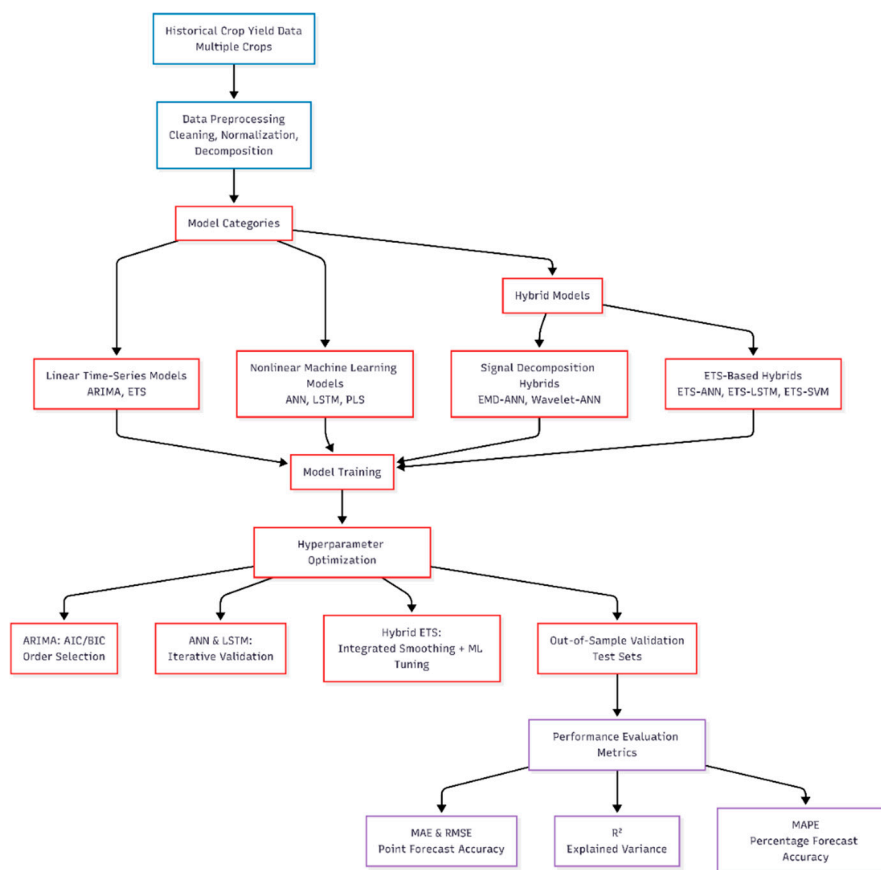 Historical Crop Yield Data
Multiple Crops
Data Preprocessing
Cleaning, Normalization,
Decomposition
Model Categories
Hybrid Models
Linear Time-Series Models
ARIMA, ETS
Nonlinear Machine Learning
Models
ANN, LSTM, PLS
Signal Decomposition
Hybrids
EMD-ANN, Wavelet-ANN
ETS-Based Hybrids
ETS-ANN, ETS-LSTM, ETS-SVM
Model Training
Hyperparameter
Optimization
ARIMA: AIC/BIC
Order Selection
ANN & LSTM:
Iterative Validation
Hybrid ETS:
Integrated Smoothing + ML
Tuning
Out-of-Sample Validation
Test Sets
Performance Evaluation
Metrics
MAE & RMSE
Point Forecast Accuracy
R²
Explained Variance
MAPE
Percentage Forecast
Accuracy